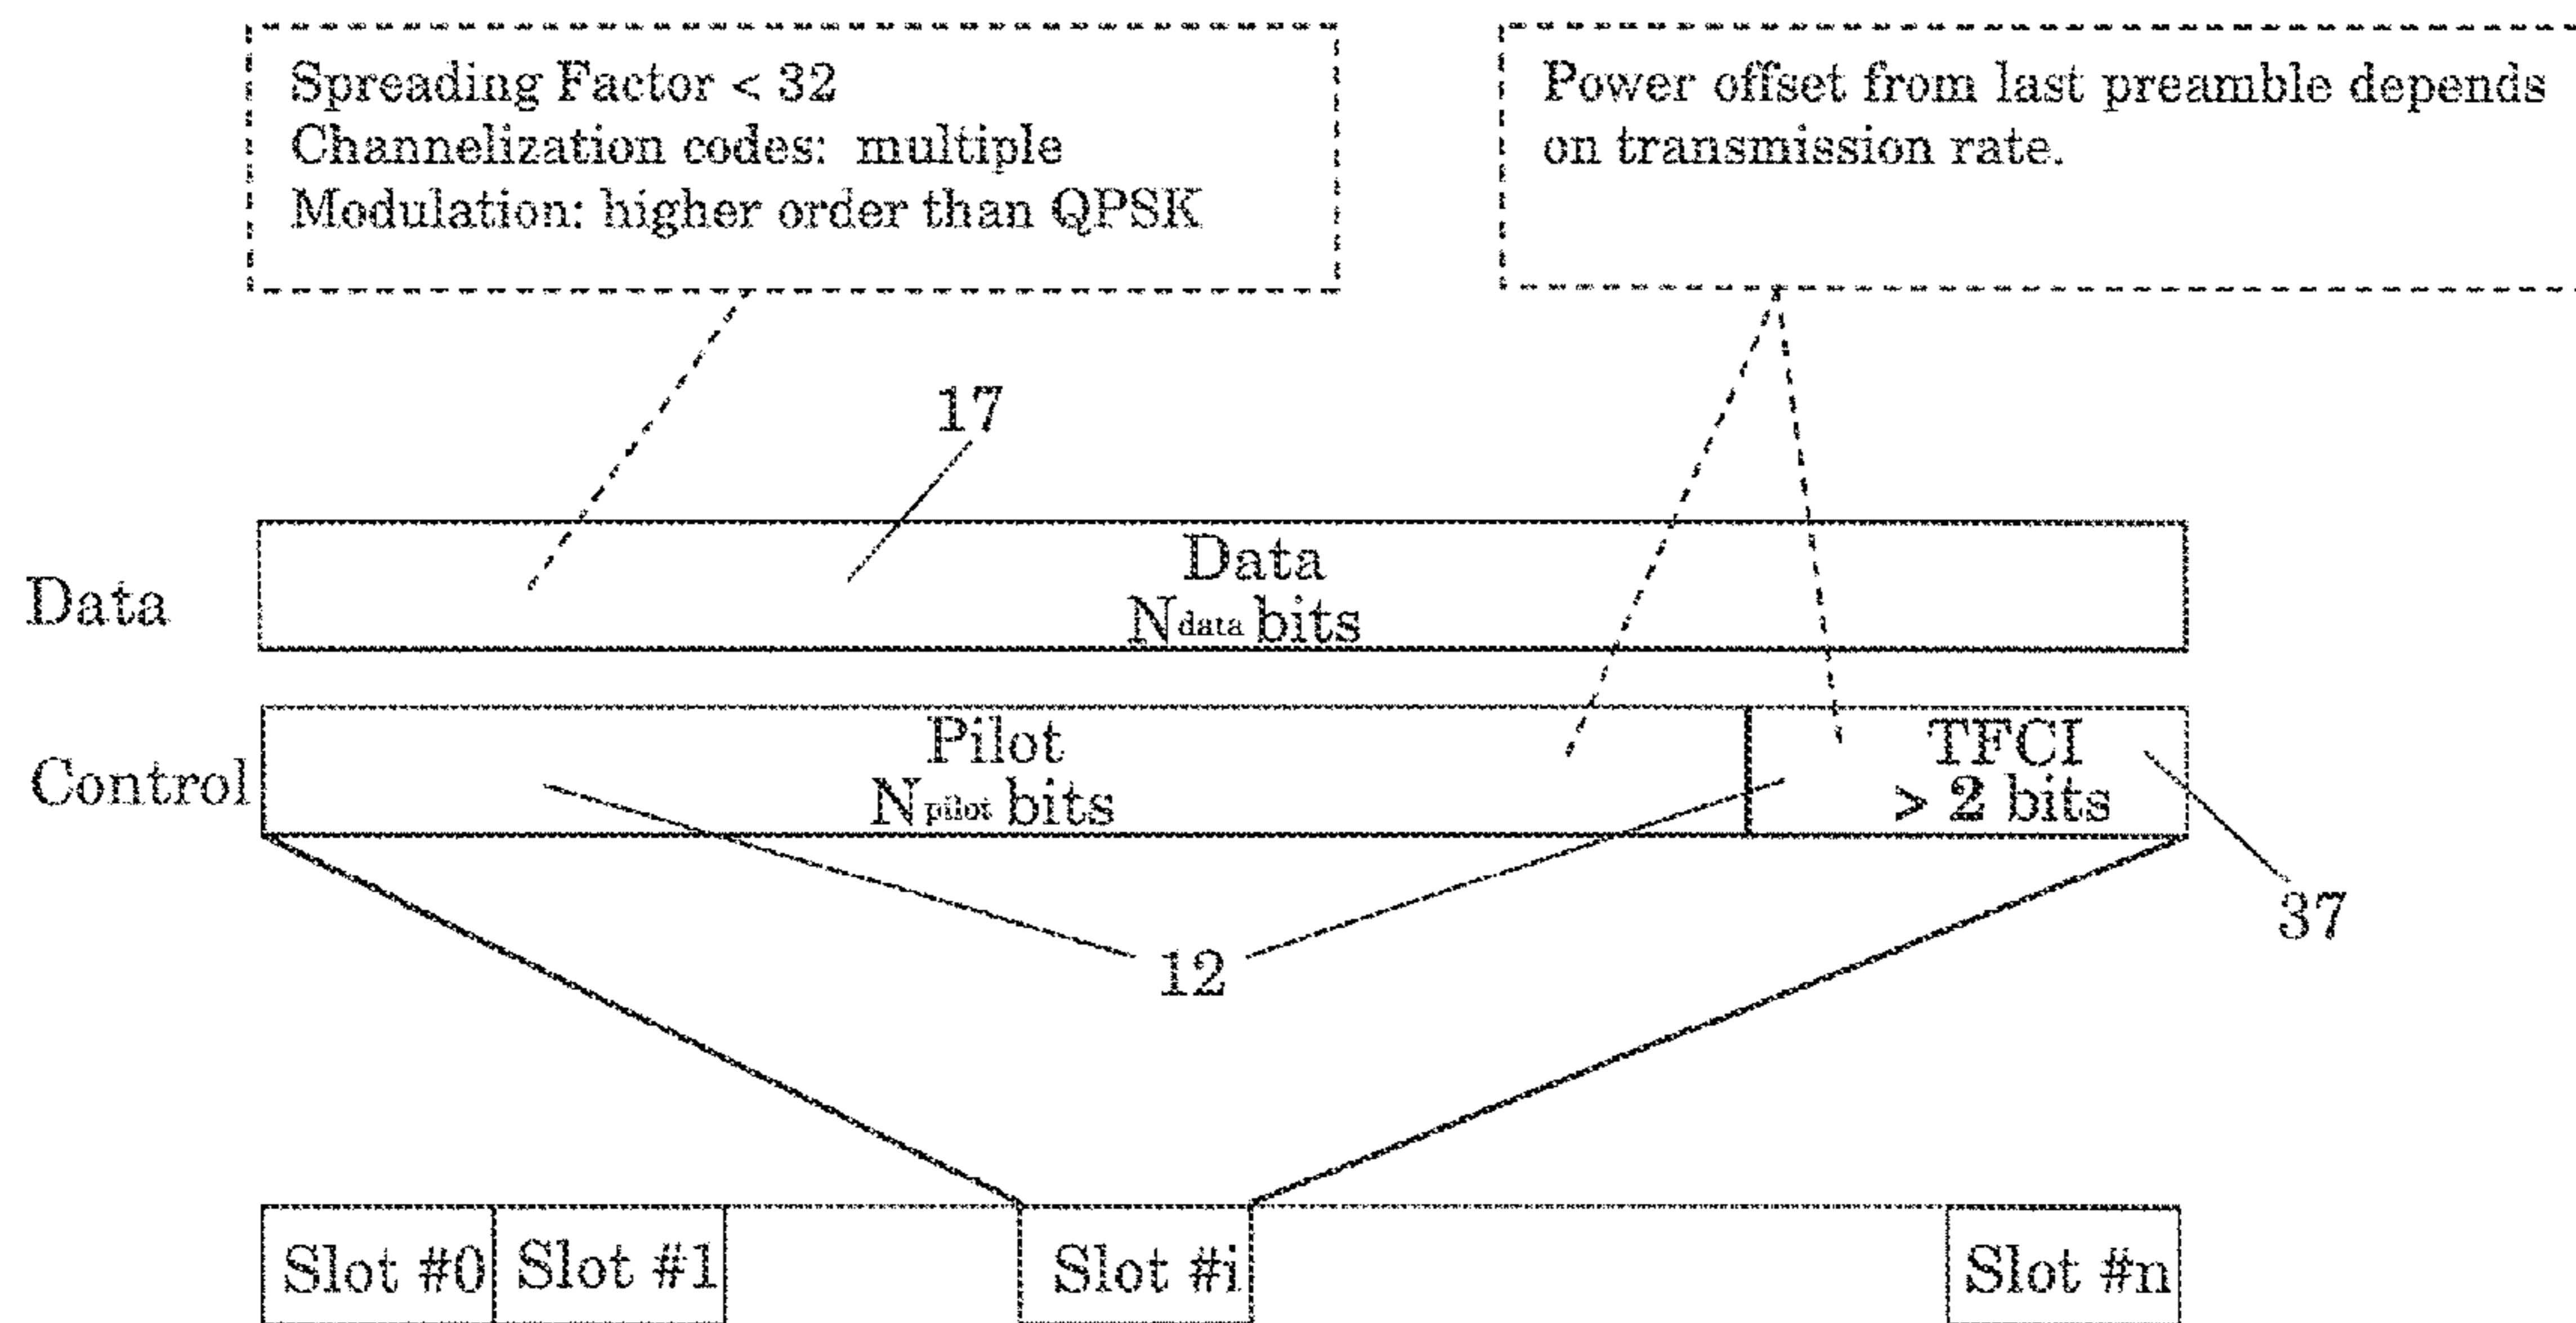 Spreading Factor < 32
Channelization codes: multiple
Modulation: higher order than QPSK
Power offset from last preamble depends
on transmission rate.
17
Data
Data
Ndata bits
Control
Pilot
Npilot bits
TFCI
> 2 bits
37
12
Slot #0
Slot #1
Slot #i
Slot #n